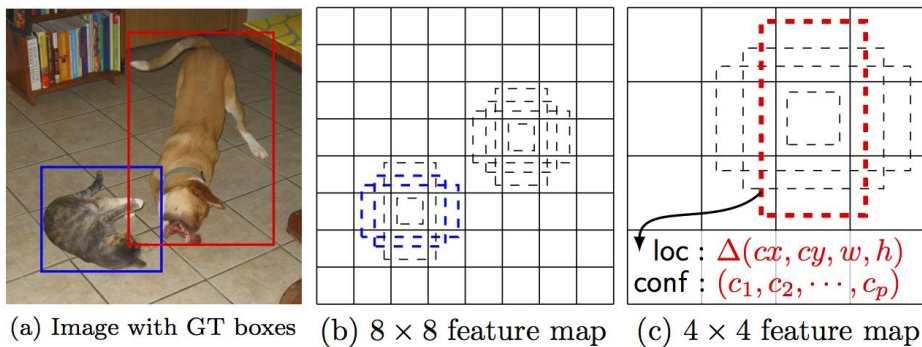 loc : Δ(cx, cy, w, h)
conf : (c₁, c₂, ⋯, cₚ)
(a) Image with GT boxes
(b) 8 × 8 feature map
(c) 4 × 4 feature map